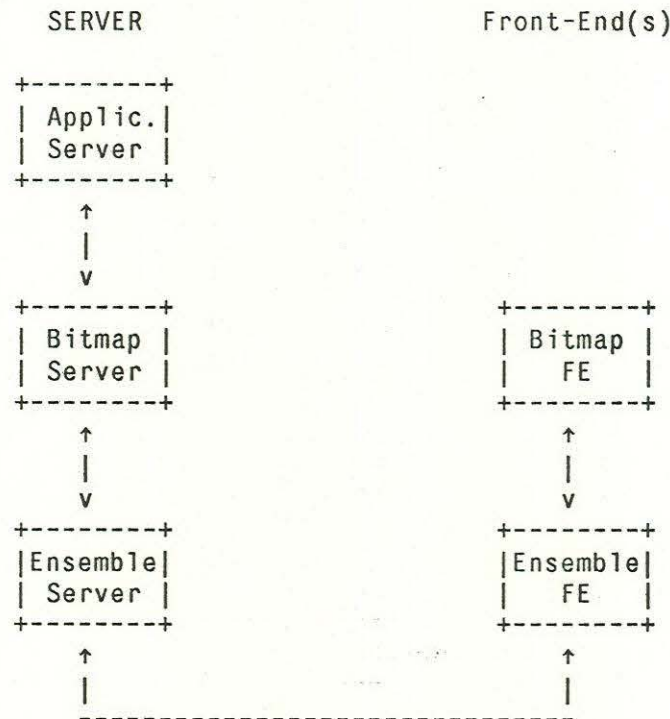 SERVER Front-End(s)
+---------+
| Applic.|
| Server |
+---------+
↑
|
v
+---------+ +---------+
| Bitmap | | Bitmap |
| Server | | FE |
+---------+ +---------+
↑ ↑
| |
v v
+---------+ +---------+
|Ensemble| |Ensemble|
| Server | | FE |
+---------+ +---------+
↑ ↑
| |
-------------------------------